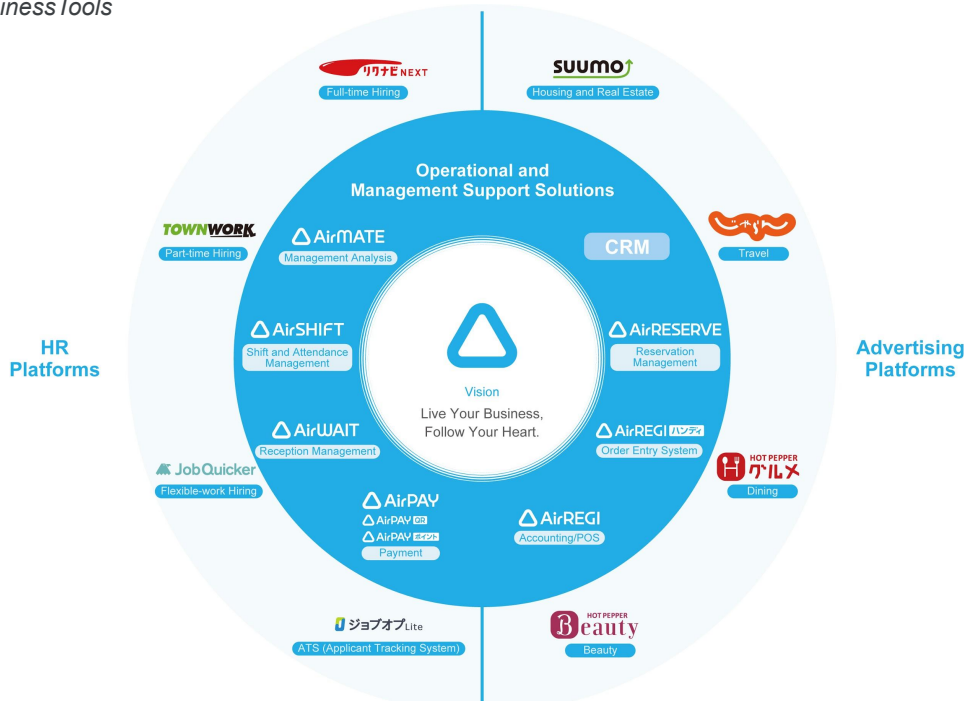 iness Tools
リクナビNEXT
Full-time Hiring
SUUMO
Housing and Real Estate
Operational and
Management Support Solutions
TOWNWORK
Part-time Hiring
AirMATE
Management Analysis
CRM
じゃらん
Travel
AirSHIFT
Shift and Attendance
Management
AirRESERVE
Reservation
Management
HR
Platforms
Advertising
Platforms
Vision
Live Your Business,
Follow Your Heart.
AirWAIT
Reception Management
AirREGI ハンディ
Order Entry System
JobQuicker
Flexible-work Hiring
HOT PEPPER
グルメ
Dining
AirPAY
AirPAY QR
AirPAY ポイント
Payment
AirREGI
Accounting/POS
ジョブオプLite
ATS (Applicant Tracking System)
HOT PEPPER
Beauty
Beauty